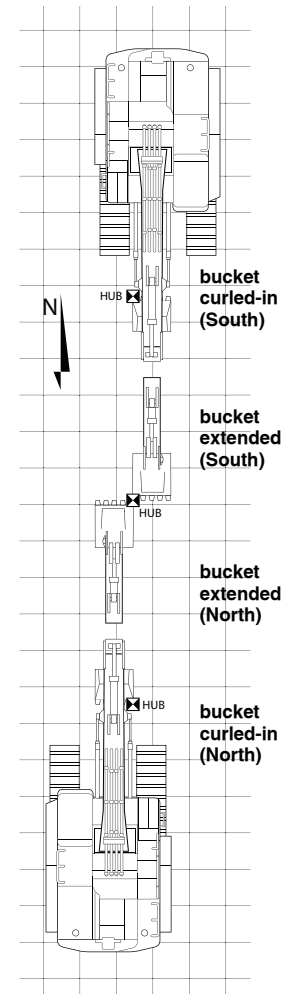 bucket
curled-in
(South)
HUB
N
bucket
extended
(South)
HUB
bucket
extended
(North)
HUB
bucket
curled-in
(North)